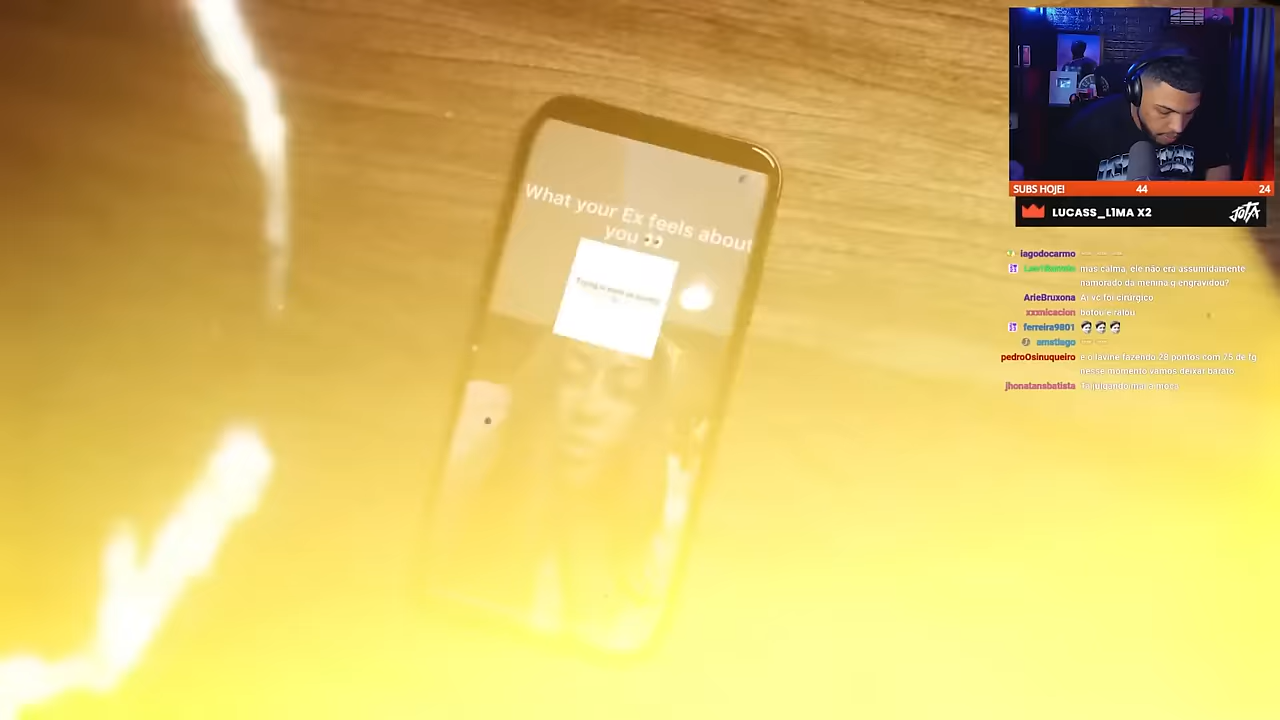 What your Ex feels about
you 👀
SUBS HOJE! 44 24
LUCASS_L1MA X2
JOTA
iagodocarmo
mas calma, ele não era assumidamente
namorado da menina q engravidou?
ArieBruxona Ai vc foi cirurgico
xxxnicacion botou e ralou
ferreira9801
amstiago
pedroOsinuqueiro e o lavine fazendo 28 pontos com 75 de fg
nesse momento vamos deixar barato
jhonatansbatista